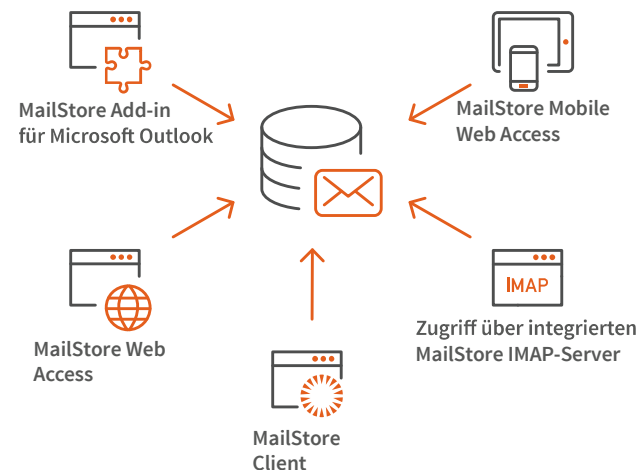 MailStore Add-in
für Microsoft Outlook
MailStore Mobile
Web Access
MailStore Web
Access
IMAP
Zugriff über integrierten
MailStore IMAP-Server
MailStore
Client